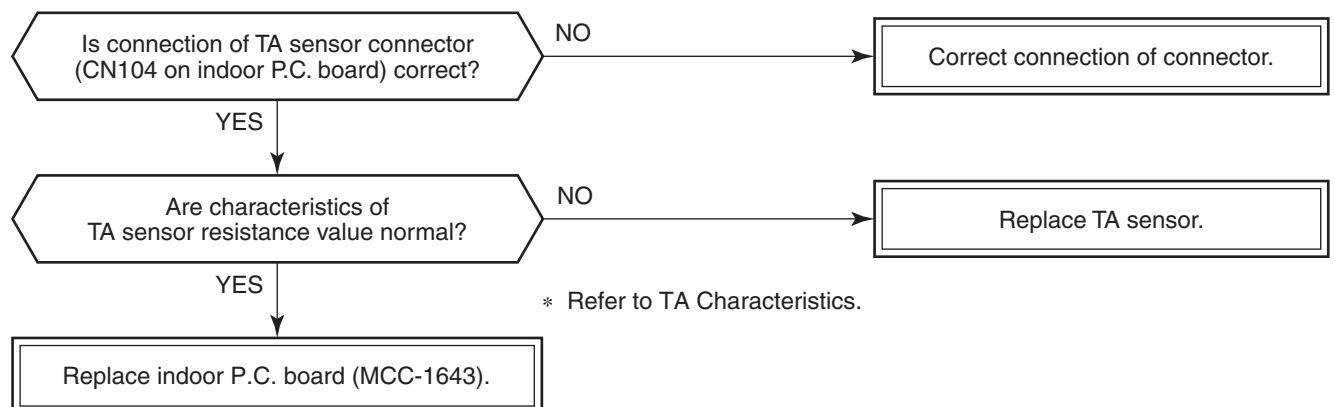 Is connection of TA sensor connector
(CN104 on indoor P.C. board) correct?
NO
Correct connection of connector.
YES
Are characteristics of
TA sensor resistance value normal?
NO
Replace TA sensor.
YES
* Refer to TA Characteristics.
Replace indoor P.C. board (MCC-1643).